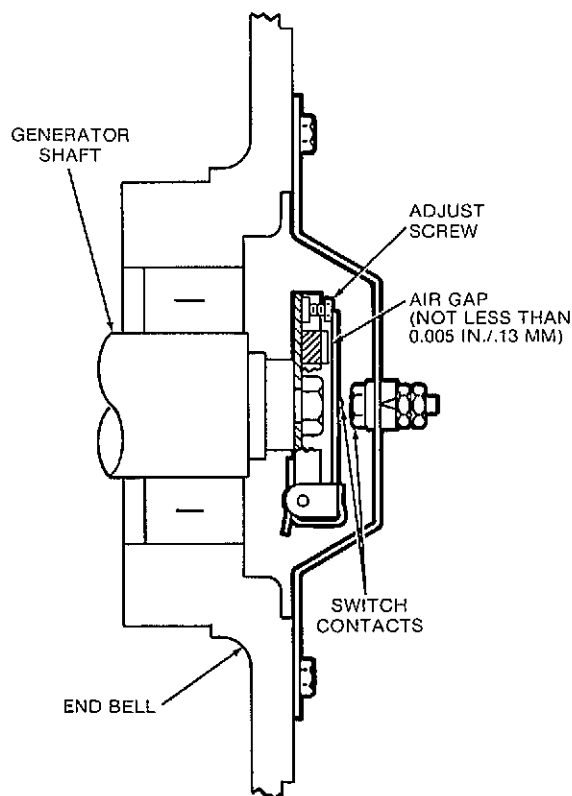 GENERATOR
SHAFT
ADJUST
SCREW
AIR GAP
(NOT LESS THAN
0.005 IN./.13 MM)
SWITCH
CONTACTS
END BELL